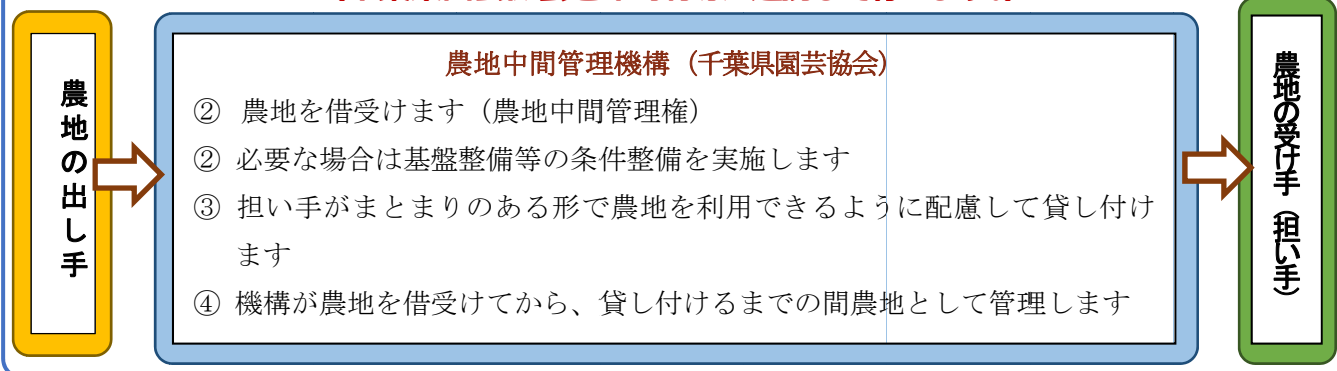 農地の出し手
農地中間管理機構（千葉県園芸協会）
② 農地を借受けます（農地中間管理権）
② 必要な場合は基盤整備等の条件整備を実施します
③ 担い手がまとまりのある形で農地を利用できるように配慮して貸し付け
ます
④ 機構が農地を借受けてから、貸し付けるまでの間農地として管理します
農地の受け手（担い手）